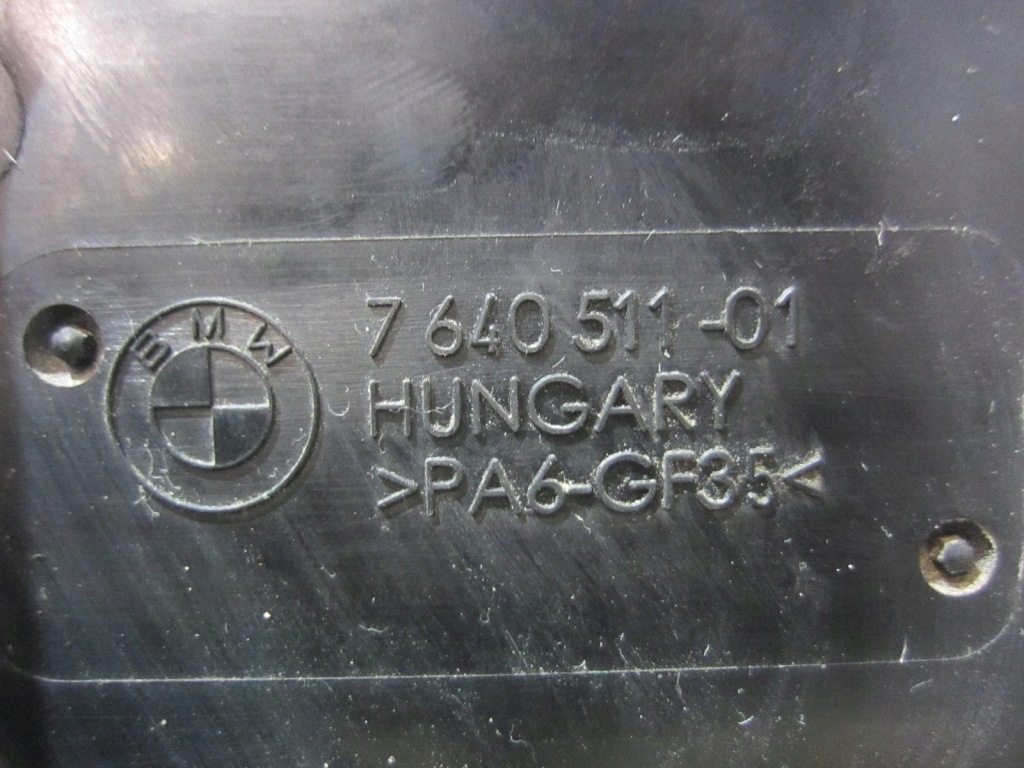 BMW
7 640 511-01
HUNGARY
>PA6-GF35<